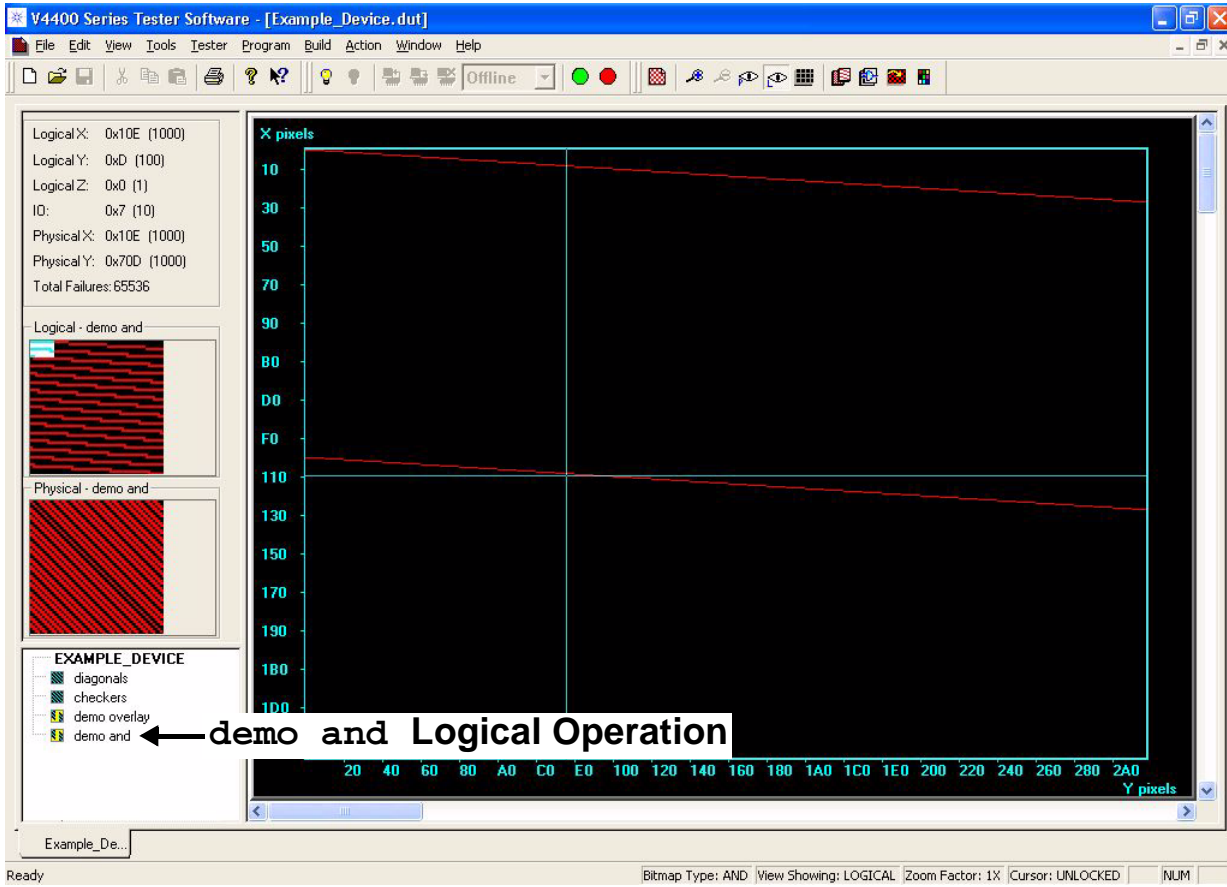 V4400 Series Tester Software - [Example_Device.dut]
File Edit View Tools Tester Program Build Action Window Help
Offline
Logical X: 0x10E (1000)
Logical Y: 0xD (100)
Logical Z: 0x0 (1)
IO: 0x7 (10)
Physical X: 0x10E (1000)
Physical Y: 0x70D (1000)
Total Failures: 65536
Logical - demo and
Physical - demo and
EXAMPLE_DEVICE
diagonals
checkers
demo overlay
demo and
demo and Logical Operation
X pixels
10
30
50
70
90
B0
D0
F0
110
130
150
170
190
1B0
1D0
20 40 60 80 A0 C0 E0 100 120 140 160 180 1A0 1C0 1E0 200 220 240 260 280 2A0
Y pixels
Example_De...
Ready
Bitmap Type: AND View Showing: LOGICAL Zoom Factor: 1X Cursor: UNLOCKED NUM